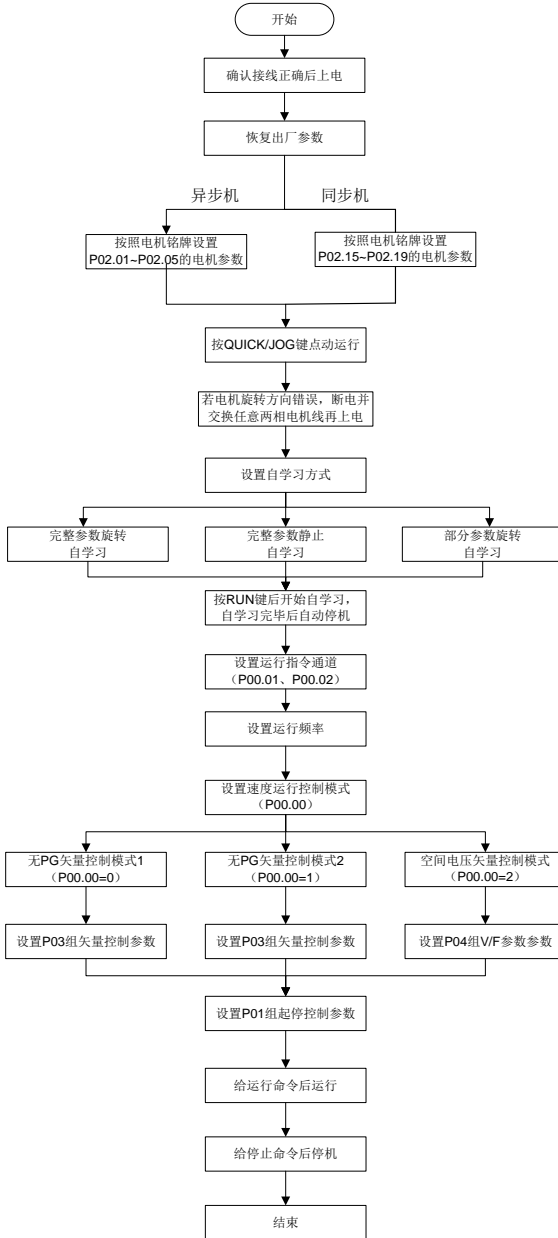 开始
确认接线正确后上电
恢复出厂参数
异步机
同步机
按照电机铭牌设置
P02.01~P02.05的电机参数
按照电机铭牌设置
P02.15~P02.19的电机参数
按QUICK/JOG键点动运行
若电机旋转方向错误，断电并
交换任意两相电机线再上电
设置自学习方式
完整参数旋转
自学习
完整参数静止
自学习
部分参数旋转
自学习
按RUN键后开始自学习，
自学习完毕后自动停机
设置运行指令通道
（P00.01、P00.02）
设置运行频率
设置速度运行控制模式
（P00.00）
无PG矢量控制模式1
（P00.00=0）
无PG矢量控制模式2
（P00.00=1）
空间电压矢量控制模式
（P00.00=2）
设置P03组矢量控制参数
设置P03组矢量控制参数
设置P04组V/F参数参数
设置P01组起停控制参数
给运行命令后运行
给停止命令后停机
结束